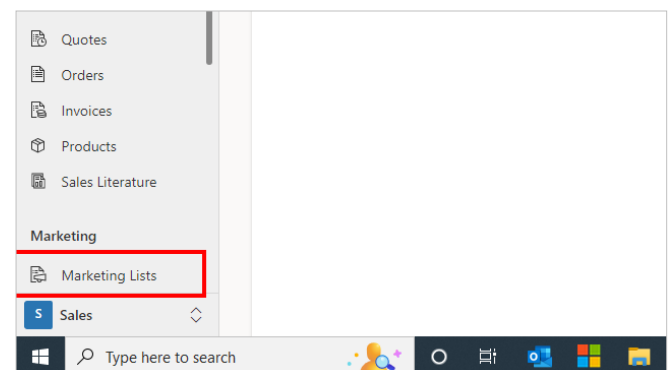 Quotes
Orders
Invoices
Products
Sales Literature
Marketing
Marketing Lists
S Sales
Type here to search